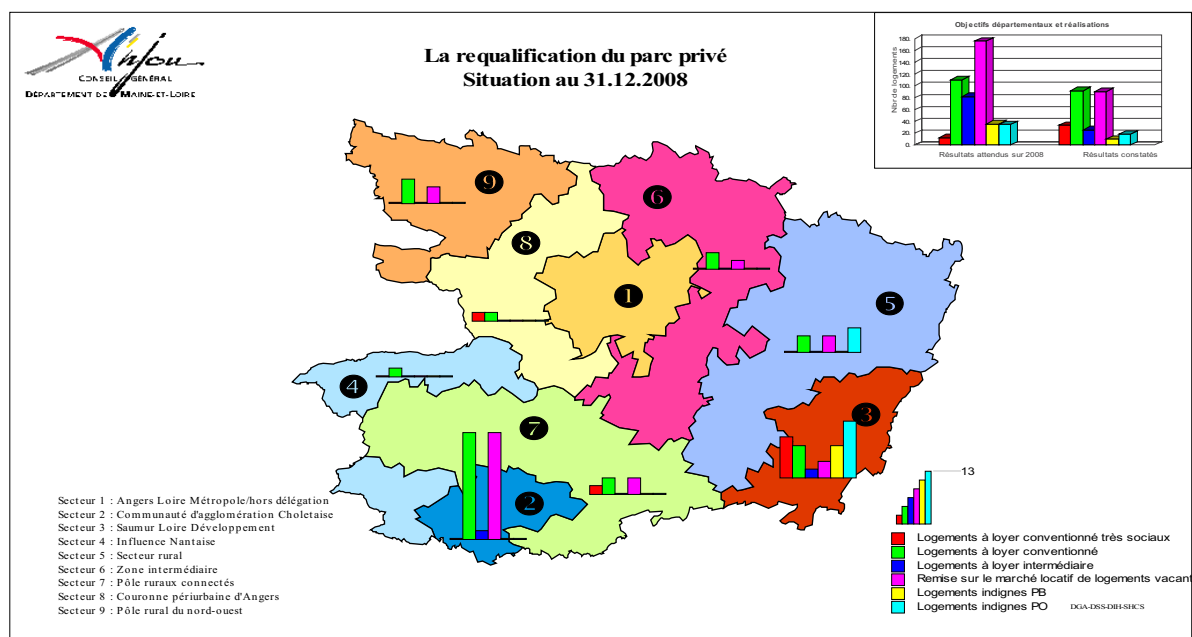 Anjou
CONSEIL GÉNÉRAL
DÉPARTEMENT DE MAINE-ET-LOIRE
La requalification du parc privé
Situation au 31.12.2008
Objectifs départementaux et réalisations
Nbr de logements
180.
160.
140.
120.
100.
80.
60.
40.
20.
0.
Résultats attendus sur 2008
Résultats constatés
9
6
8
1
5
4
3
7
2
13
Secteur 1 : Angers Loire Métropole/hors délégation
Secteur 2 : Communauté d'agglomération Choletaise
Secteur 3 : Saumur Loire Développement
Secteur 4 : Influence Nantaise
Secteur 5 : Secteur rural
Secteur 6 : Zone intermédiaire
Secteur 7 : Pôle ruraux connectés
Secteur 8 : Couronne périurbaine d'Angers
Secteur 9 : Pôle rural du nord-ouest
Logements à loyer conventionné très sociaux
Logements à loyer conventionné
Logements à loyer intermédiaire
Remise sur le marché locatif de logements vacant
Logements indignes PB
Logements indignes PO
DGA-DSS-DIH-SHCS